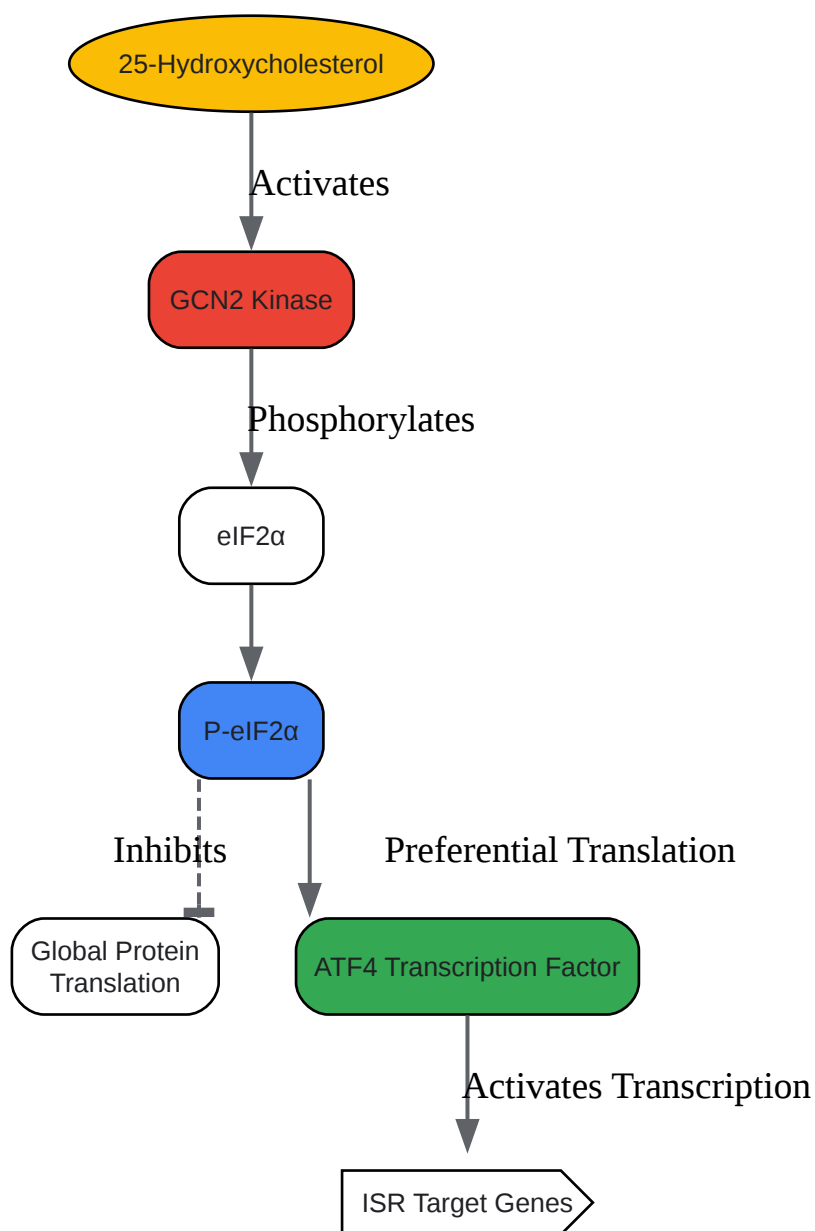 25-Hydroxycholesterol
Activates
GCN2 Kinase
Phosphorylates
eIF2α
P-eIF2α
Inhibits
Preferential Translation
Global Protein
Translation
ATF4 Transcription Factor
Activates Transcription
ISR Target Genes